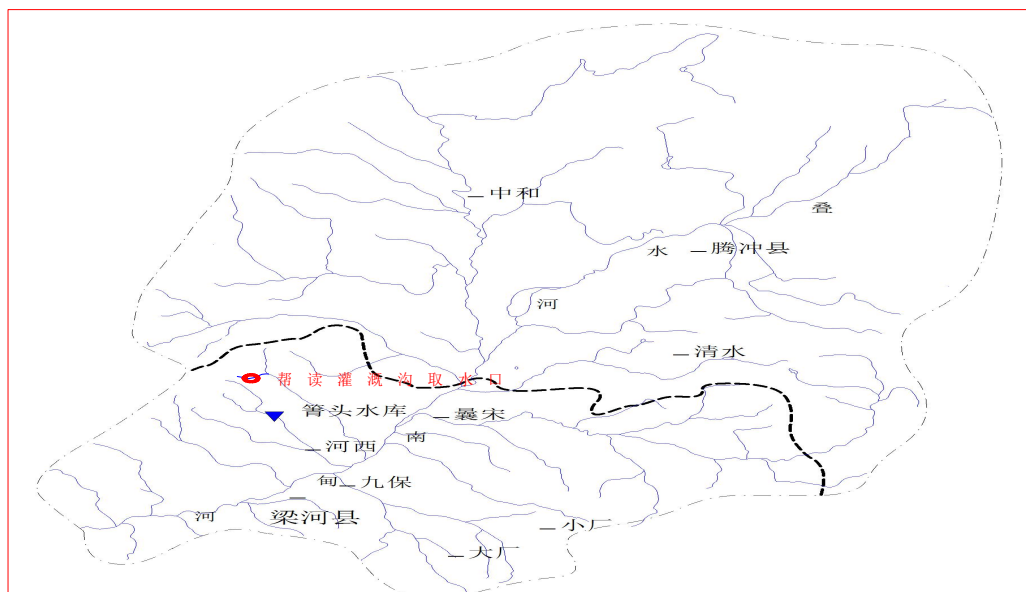 中和
叠
水
腾冲县
河
清水
帮读灌溉沟取水口
箐头水库
曩宋
南
河西
甸
九保
河
梁河县
小厂
大厂